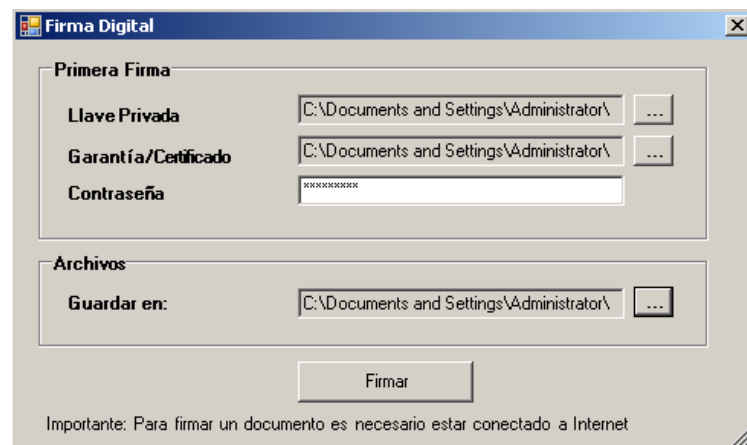 Firma Digital
Primera Firma
Llave Privada C:\Documents and Settings\Administrator\ ...
Garantía/Certificado C:\Documents and Settings\Administrator\ ...
Contraseña *********
Archivos
Guardar en: C:\Documents and Settings\Administrator\ ...
Firmar
Importante: Para firmar un documento es necesario estar conectado a Internet